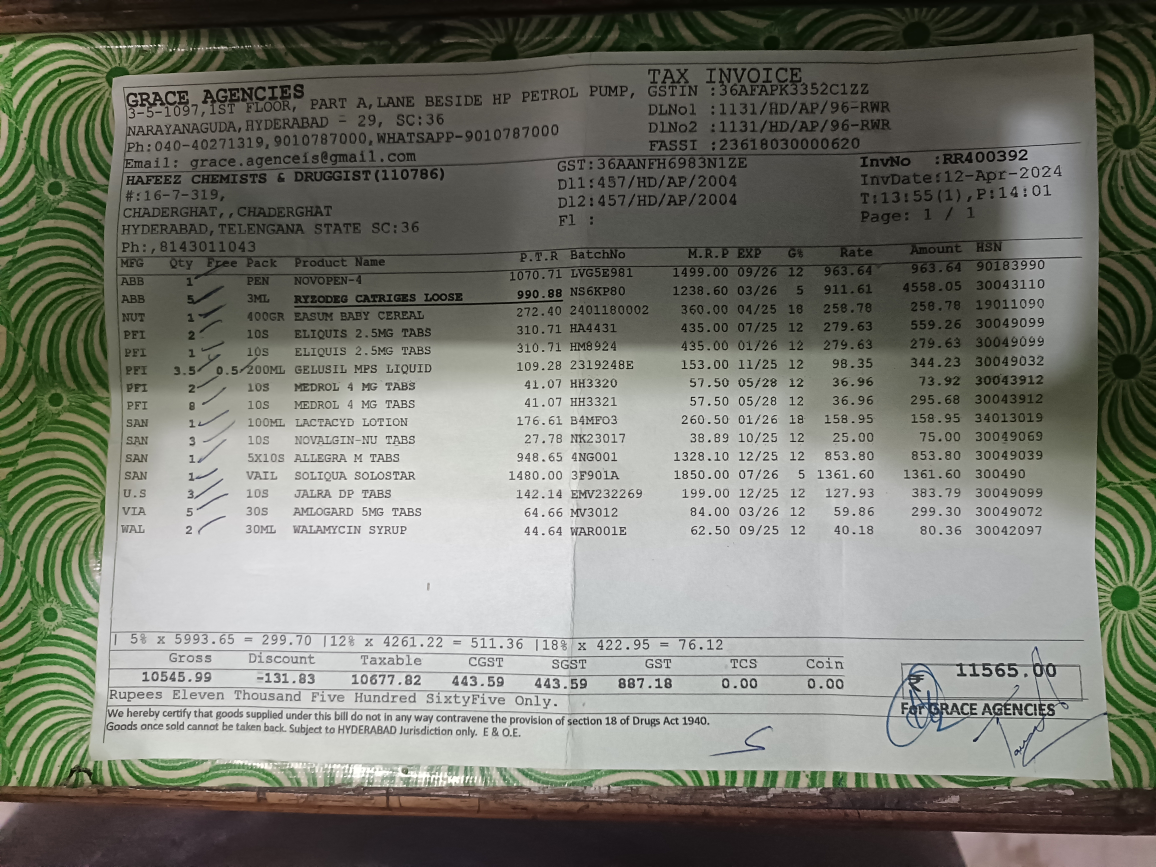 GRACE AGENCIES
3-5-1097,1ST FLOOR, PART A,LANE BESIDE HP PETROL PUMP,
NARAYANAGUDA,HYDERABAD - 29, SC:36
Ph:040-40271319,9010787000,WHATSAPP-9010787000
Email: grace.agenceis@gmail.com
TAX INVOICE
GSTIN :36AFAPK3352C1ZZ
DLNo1 :1131/HD/AP/96-RWR
DLNo2 :1131/HD/AP/96-RWR
FASSI :23618030000620
HAFEEZ CHEMISTS & DRUGGIST(110786)
#:16-7-319,
CHADERGHAT,,CHADERGHAT
HYDERABAD,TELENGANA STATE SC:36
Ph:,8143011043
GST:36AANFH6983N1ZE
Dl1:457/HD/AP/2004
Dl2:457/HD/AP/2004
Fl :
InvNo :RR400392
InvDate:12-Apr-2024
T:13:55(1),P:14:01
Page: 1 / 1
MFG Qty Free Pack Product Name P.T.R BatchNo M.R.P EXP G% Rate Amount HSN
ABB 1 PEN NOVOPEN-4 1070.71 LVG5E981 1499.00 09/26 12 963.64 963.64 90183990
ABB 5 3ML RYZODEG CATRIGES LOOSE 990.88 NS6KP80 1238.60 03/26 5 911.61 4558.05 30043110
NUT 1 400GR EASUM BABY CEREAL 272.40 2401180002 360.00 04/25 18 258.78 258.78 19011090
PFI 2 10S ELIQUIS 2.5MG TABS 310.71 HA4431 435.00 07/25 12 279.63 559.26 30049099
PFI 1 10S ELIQUIS 2.5MG TABS 310.71 HM8924 435.00 01/26 12 279.63 279.63 30049099
PFI 3.5 0.5 200ML GELUSIL MPS LIQUID 109.28 2319248E 153.00 11/25 12 98.35 344.23 30049032
PFI 2 10S MEDROL 4 MG TABS 41.07 HH3320 57.50 05/28 12 36.96 73.92 30043912
PFI 8 10S MEDROL 4 MG TABS 41.07 HH3321 57.50 05/28 12 36.96 295.68 30043912
SAN 1 100ML LACTACYD LOTION 176.61 B4MFO3 260.50 01/26 18 158.95 158.95 34013019
SAN 3 10S NOVALGIN-NU TABS 27.78 NK23017 38.89 10/25 12 25.00 75.00 30049069
SAN 1 5X10S ALLEGRA M TABS 948.65 4NG001 1328.10 12/25 12 853.80 853.80 30049039
SAN 1 VAIL SOLIQUA SOLOSTAR 1480.00 3F901A 1850.00 07/26 5 1361.60 1361.60 300490
U.S 3 10S JALRA DP TABS 142.14 EMV232269 199.00 12/25 12 127.93 383.79 30049099
VIA 5 30S AMLOGARD 5MG TABS 64.66 MV3012 84.00 03/26 12 59.86 299.30 30049072
WAL 2 30ML WALAMYCIN SYRUP 44.64 WAR001E 62.50 09/25 12 40.18 80.36 30042097
| 5% x 5993.65 = 299.70 |12% x 4261.22 = 511.36 |18% x 422.95 = 76.12
Gross Discount Taxable CGST SGST GST TCS Coin
10545.99 -131.83 10677.82 443.59 443.59 887.18 0.00 0.00
₹ 11565.00
Rupees Eleven Thousand Five Hundred SixtyFive Only.
For GRACE AGENCIES
We hereby certify that goods supplied under this bill do not in any way contravene the provision of section 18 of Drugs Act 1940.
Goods once sold cannot be taken back. Subject to HYDERABAD Jurisdiction only. E & O.E.